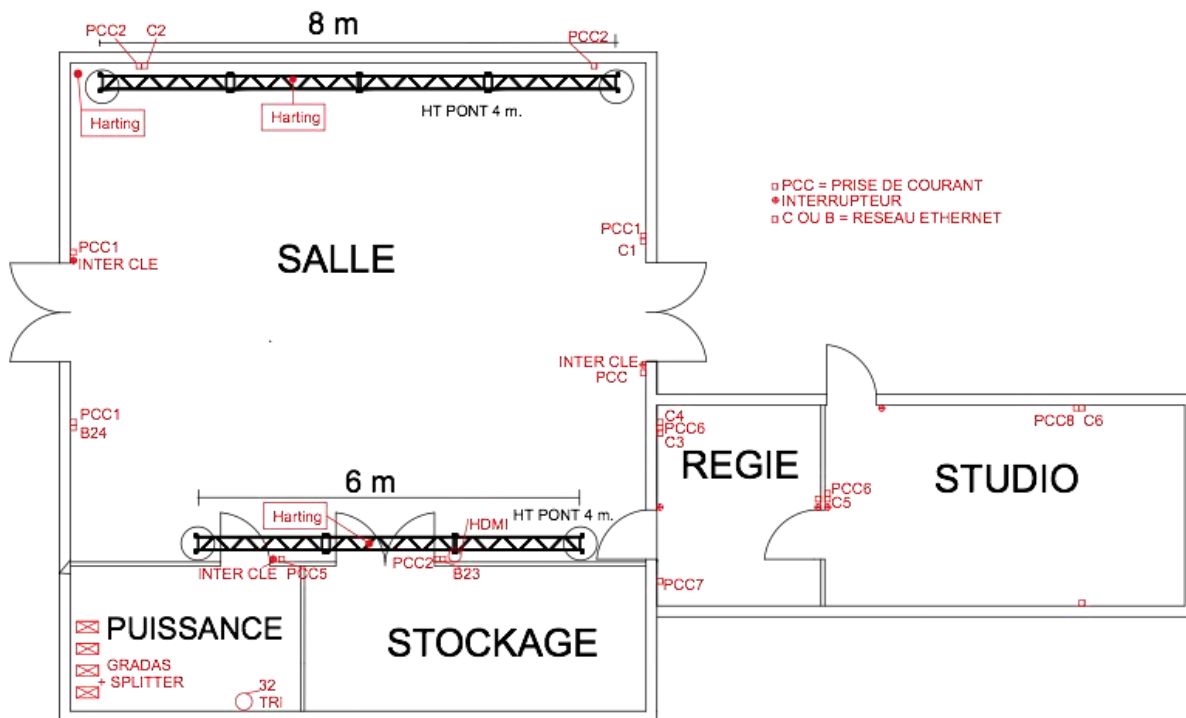 8 m
PCC2 C2
PCC2
Harting
Harting
HT PONT 4 m.
PCC = PRISE DE COURANT
INTERRUPTEUR
C OU B = RESEAU ETHERNET
PCC1
C1
PCC1
INTER CLE
SALLE
INTER CLE
PCC
PCC1
B24
C4
PCC6
C3
REGIE
PCC8 C6
STUDIO
PCC6
C5
6 m
Harting
HT PONT 4 m.
HDMI
INTER CLE PCC5
PCC2 B23
PCC7
PUISSANCE
STOCKAGE
GRADAS
+ SPLITTER
32
TRI